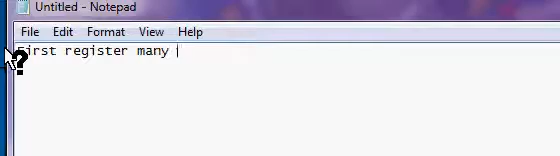 Untitled - Notepad
File Edit Format View Help
First register many